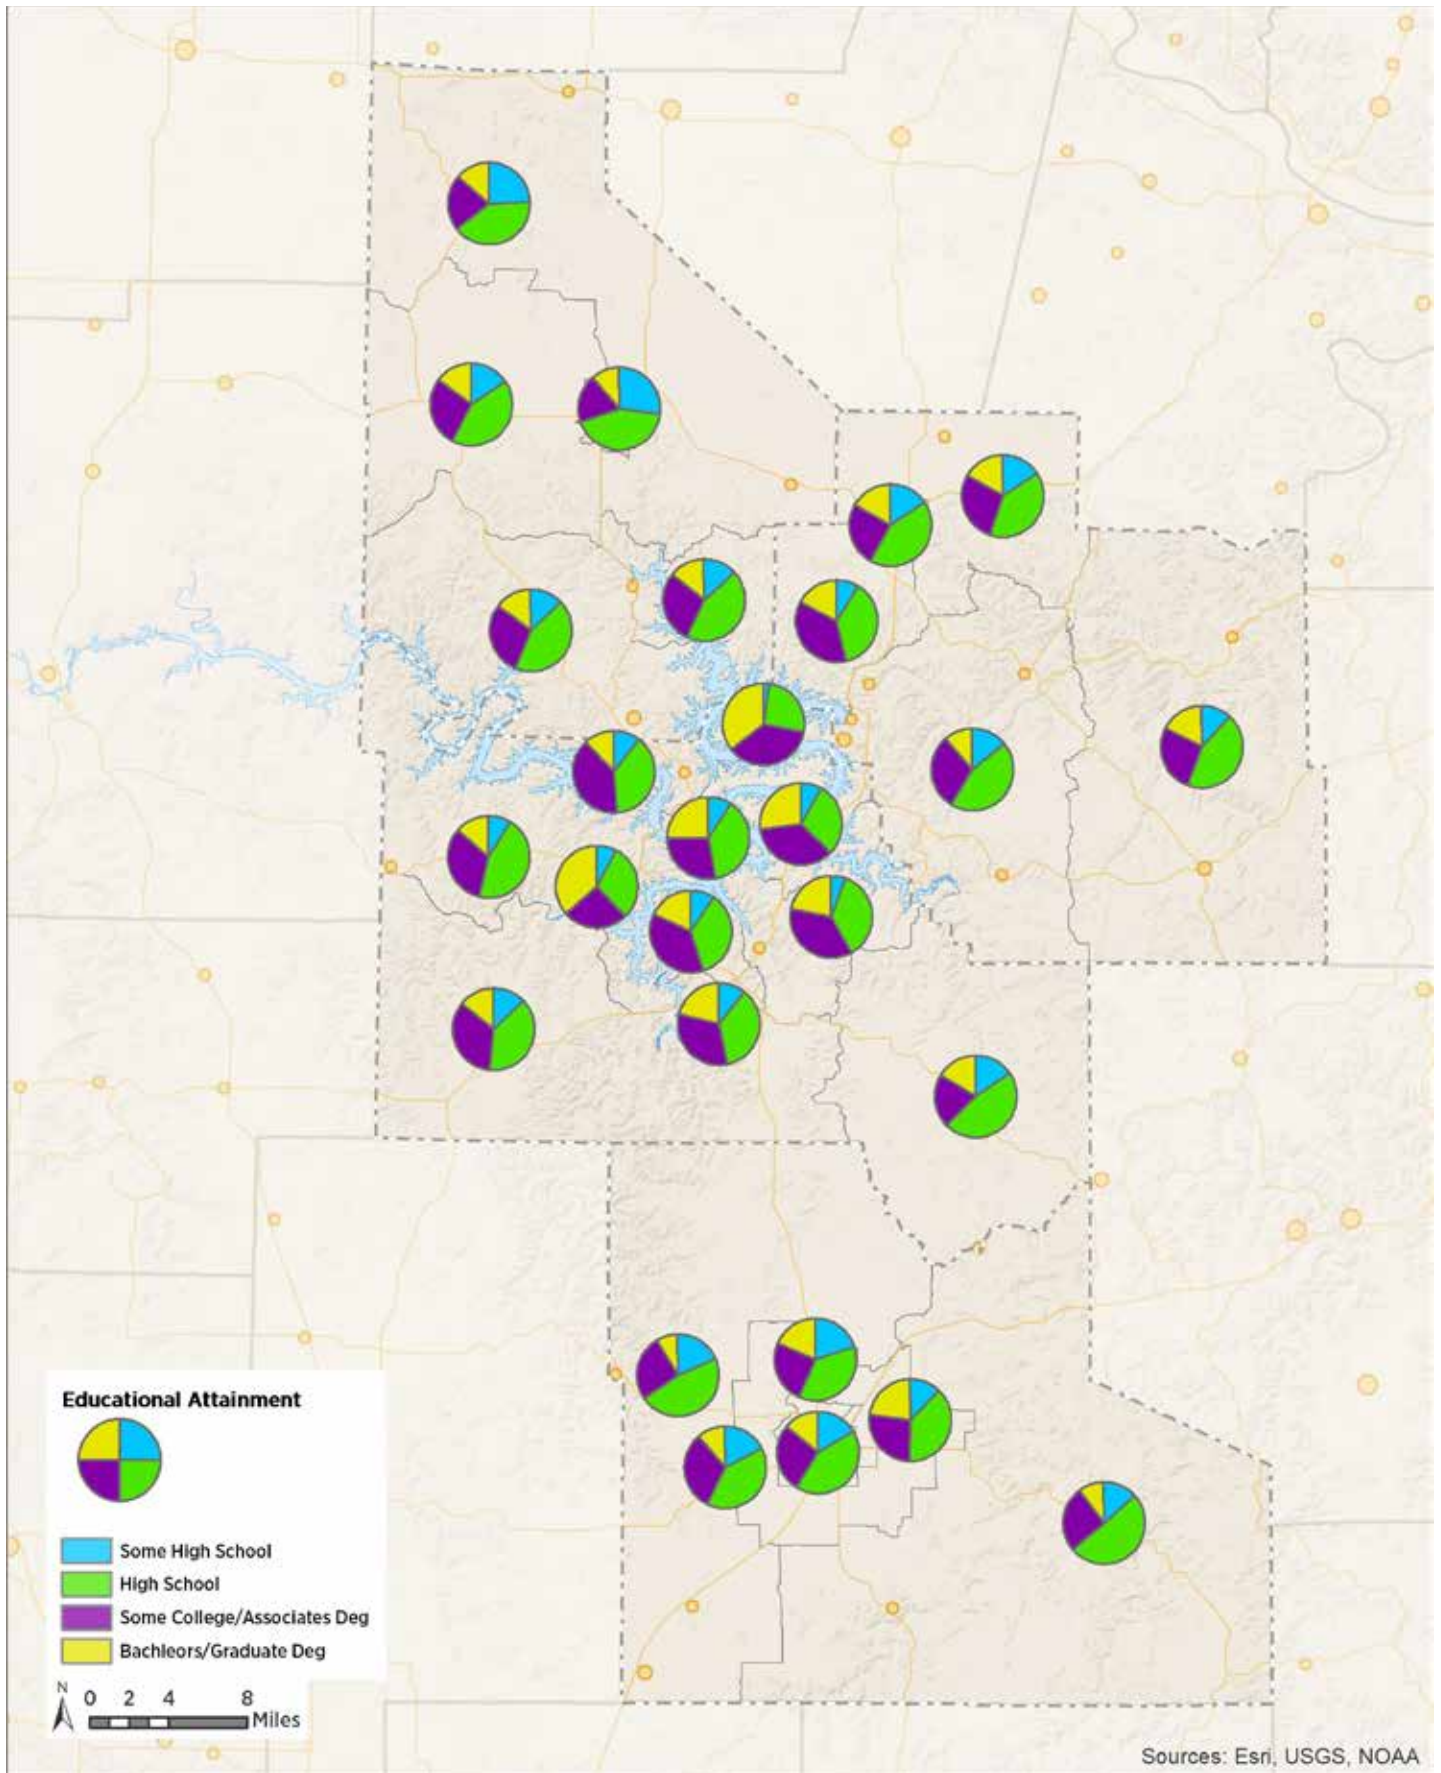 Educational Attainment
Some High School
High School
Some College/Associates Deg
Bachleors/Graduate Deg
N
0 2 4 8
Miles
Sources: Esri, USGS, NOAA